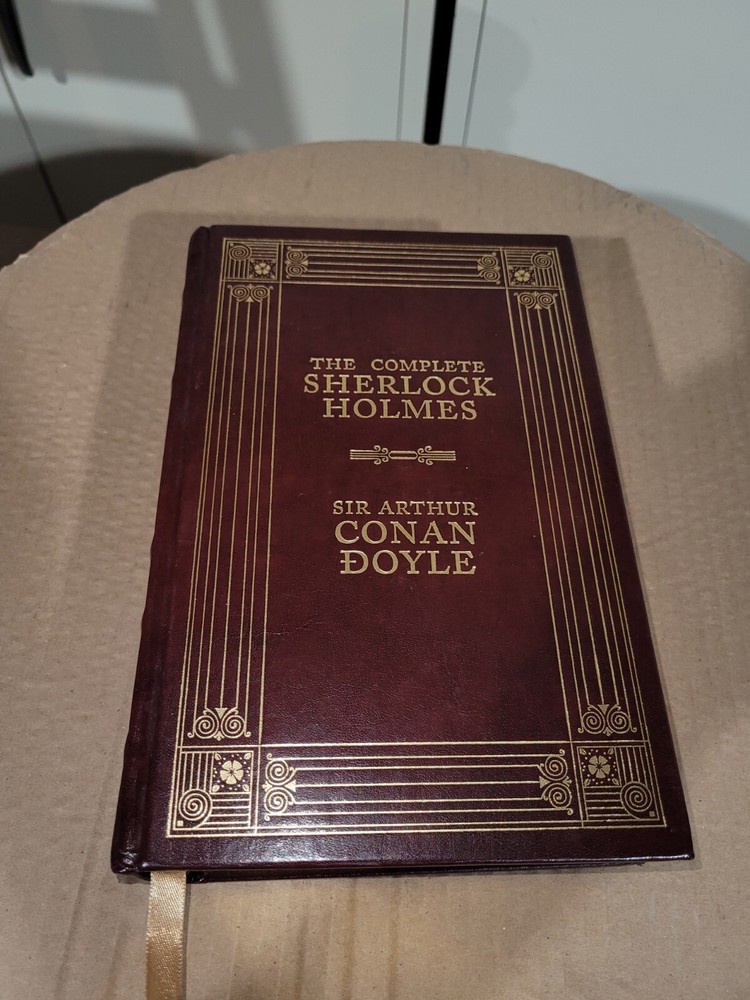 THE COMPLETE
SHERLOCK
HOLMES
SIR ARTHUR
CONAN
DOYLE